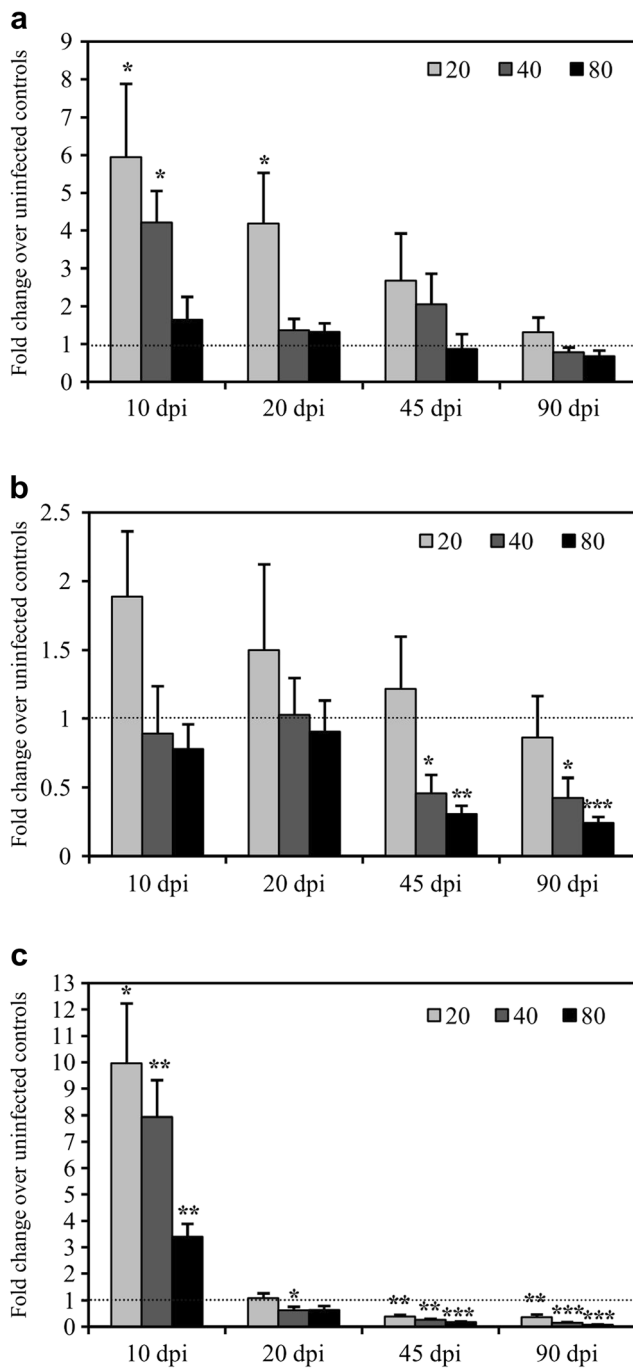 a
Fold change over uninfected controls
9
8
7
6
5
4
3
2
1
0
20 40 80
*
*
*
10 dpi 20 dpi 45 dpi 90 dpi
b
Fold change over uninfected controls
2.5
2
1.5
1
0.5
0
20 40 80
* ** * ***
10 dpi 20 dpi 45 dpi 90 dpi
c
Fold change over uninfected controls
13
12
11
10
9
8
7
6
5
4
3
2
1
0
20 40 80
*
**
**
* ** ** *** ** *** ***
10 dpi 20 dpi 45 dpi 90 dpi